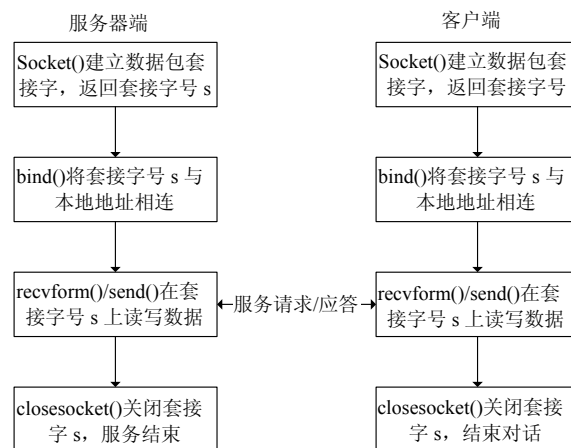 服务器端
Socket()建立数据包套
接字，返回套接字号 s
bind()将套接字号 s 与
本地地址相连
recvform()/send()在套
接字号 s 上读写数据
closesocket()关闭套接
字 s，服务结束
服务请求/应答
客户端
Socket()建立数据包套
接字，返回套接字号
bind()将套接字号 s 与
本地地址相连
recvform()/send()在套
接字号 s 上读写数据
closesocket()关闭套接
字 s，结束对话